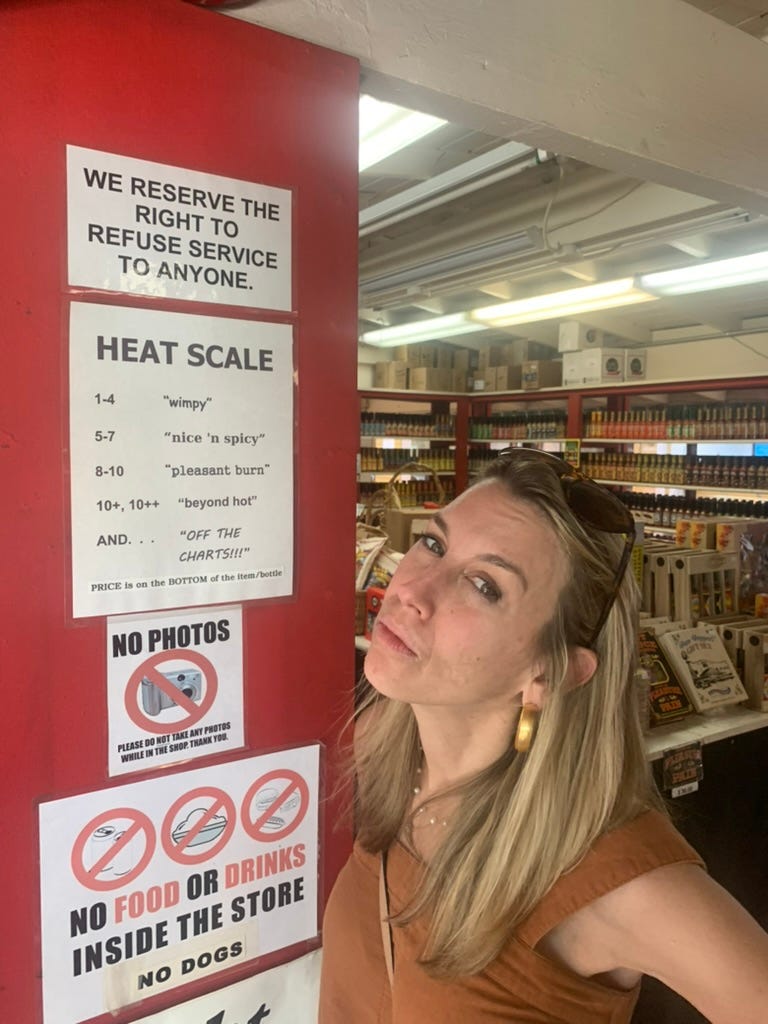 WE RESERVE THE
RIGHT TO
REFUSE SERVICE
TO ANYONE.
HEAT SCALE
1-4 "wimpy"
5-7 "nice 'n spicy"
8-10 "pleasant burn"
10+, 10++ "beyond hot"
AND. . . "OFF THE
CHARTS!!!"
PRICE is on the BOTTOM of the item/bottle
NO PHOTOS
PLEASE DO NOT TAKE ANY PHOTOS
WHILE IN THE SHOP. THANK YOU.
NO FOOD OR DRINKS
INSIDE THE STORE
NO DOGS
PAIN